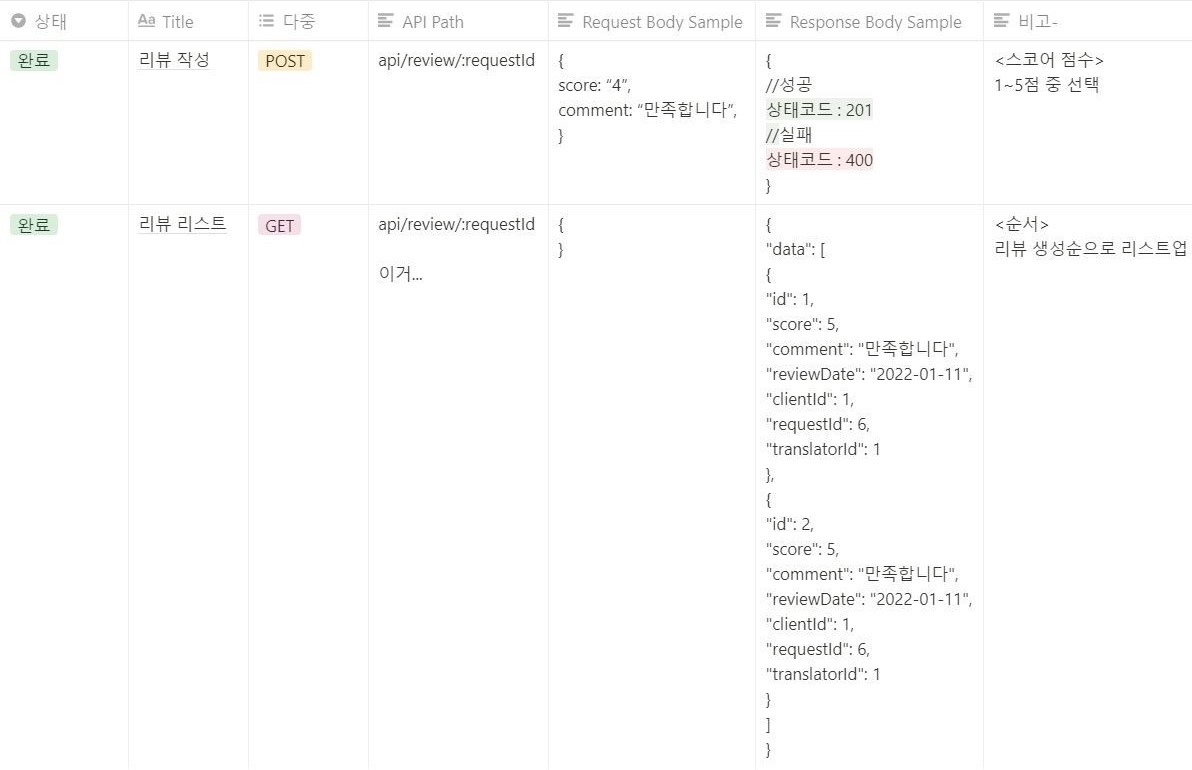 상태
Aa Title
다중
API Path
Request Body Sample
Response Body Sample
비고-
완료
리뷰 작성
POST
api/review/:requestId
{
score: “4”,
comment: “만족합니다”,
}
{
//성공
상태코드 : 201
//실패
상태코드 : 400
}
<스코어 점수>
1~5점 중 선택
완료
리뷰 리스트
GET
api/review/:requestId
이거...
{
}
{
"data": [
{
"id": 1,
"score": 5,
"comment": "만족합니다",
"reviewDate": "2022-01-11",
"clientId": 1,
"requestId": 6,
"translatorId": 1
},
{
"id": 2,
"score": 5,
"comment": "만족합니다",
"reviewDate": "2022-01-11",
"clientId": 1,
"requestId": 6,
"translatorId": 1
}
]
}
<순서>
리뷰 생성순으로 리스트업